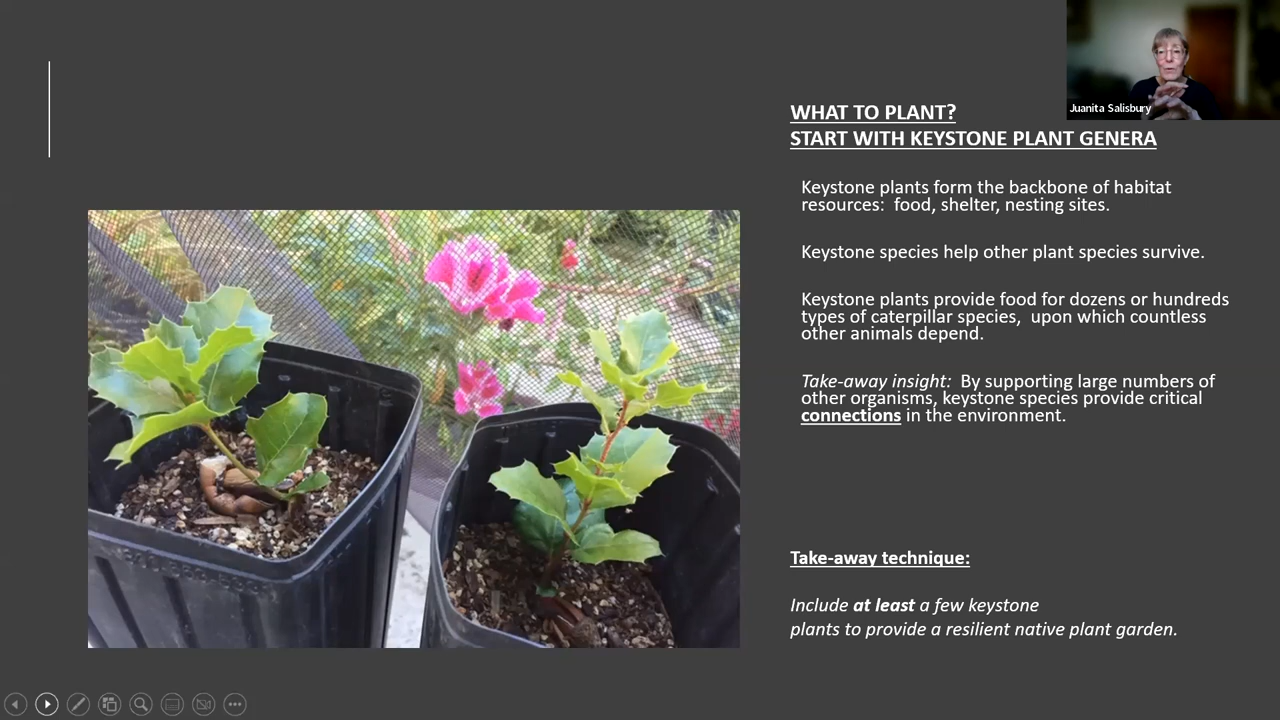 Juanita Salisbury
WHAT TO PLANT?
START WITH KEYSTONE PLANT GENERA
Keystone plants form the backbone of habitat
resources:  food, shelter, nesting sites.
Keystone species help other plant species survive.
Keystone plants provide food for dozens or hundreds
types of caterpillar species,  upon which countless
other animals depend.
Take-away insight:  By supporting large numbers of
other organisms, keystone species provide critical
connections in the environment.
Take-away technique:
Include at least a few keystone
plants to provide a resilient native plant garden.